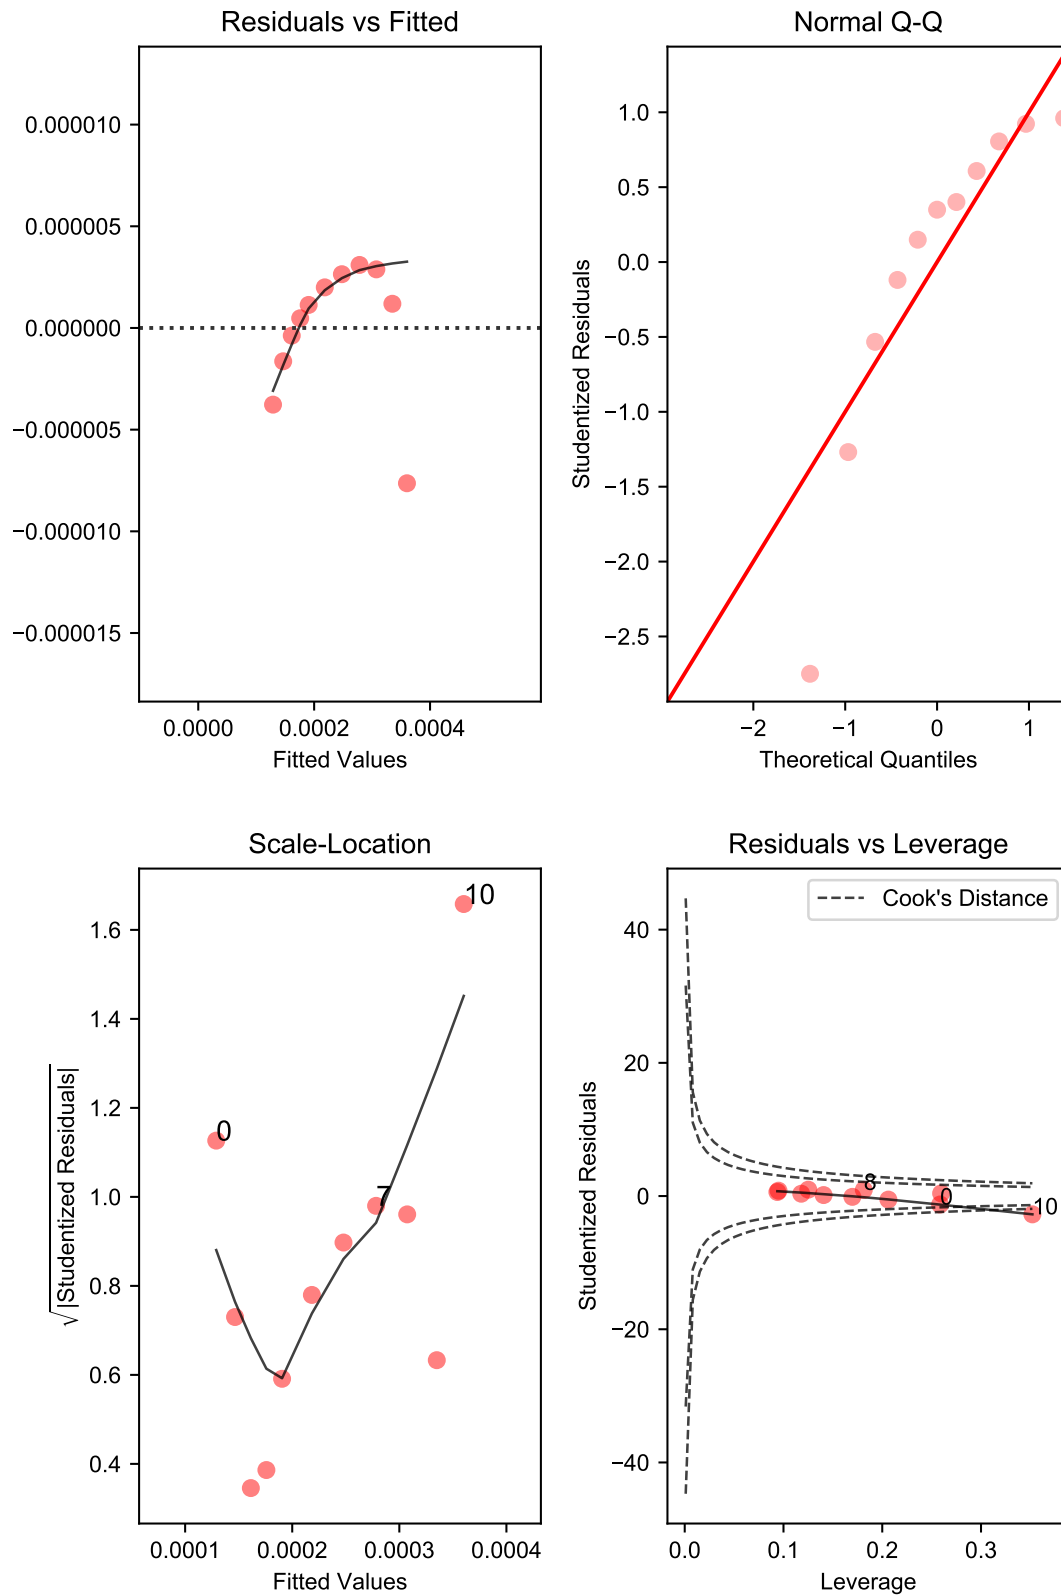 Residuals vs Fitted
0.000010
0.000005
0.000000
−0.000005
−0.000010
−0.000015
0.0000 0.0002 0.0004
Fitted Values
Normal Q-Q
1.0
0.5
0.0
−0.5
−1.0
−1.5
−2.0
−2.5
Studentized Residuals
−2 −1 0 1
Theoretical Quantiles
Scale-Location
10
0
7
1.6
1.4
1.2
1.0
0.8
0.6
0.4
√|Studentized Residuals|
0.0001 0.0002 0.0003 0.0004
Fitted Values
Residuals vs Leverage
Cook's Distance
40
20
0
−20
−40
Studentized Residuals
8
0
10
0.0 0.1 0.2 0.3
Leverage